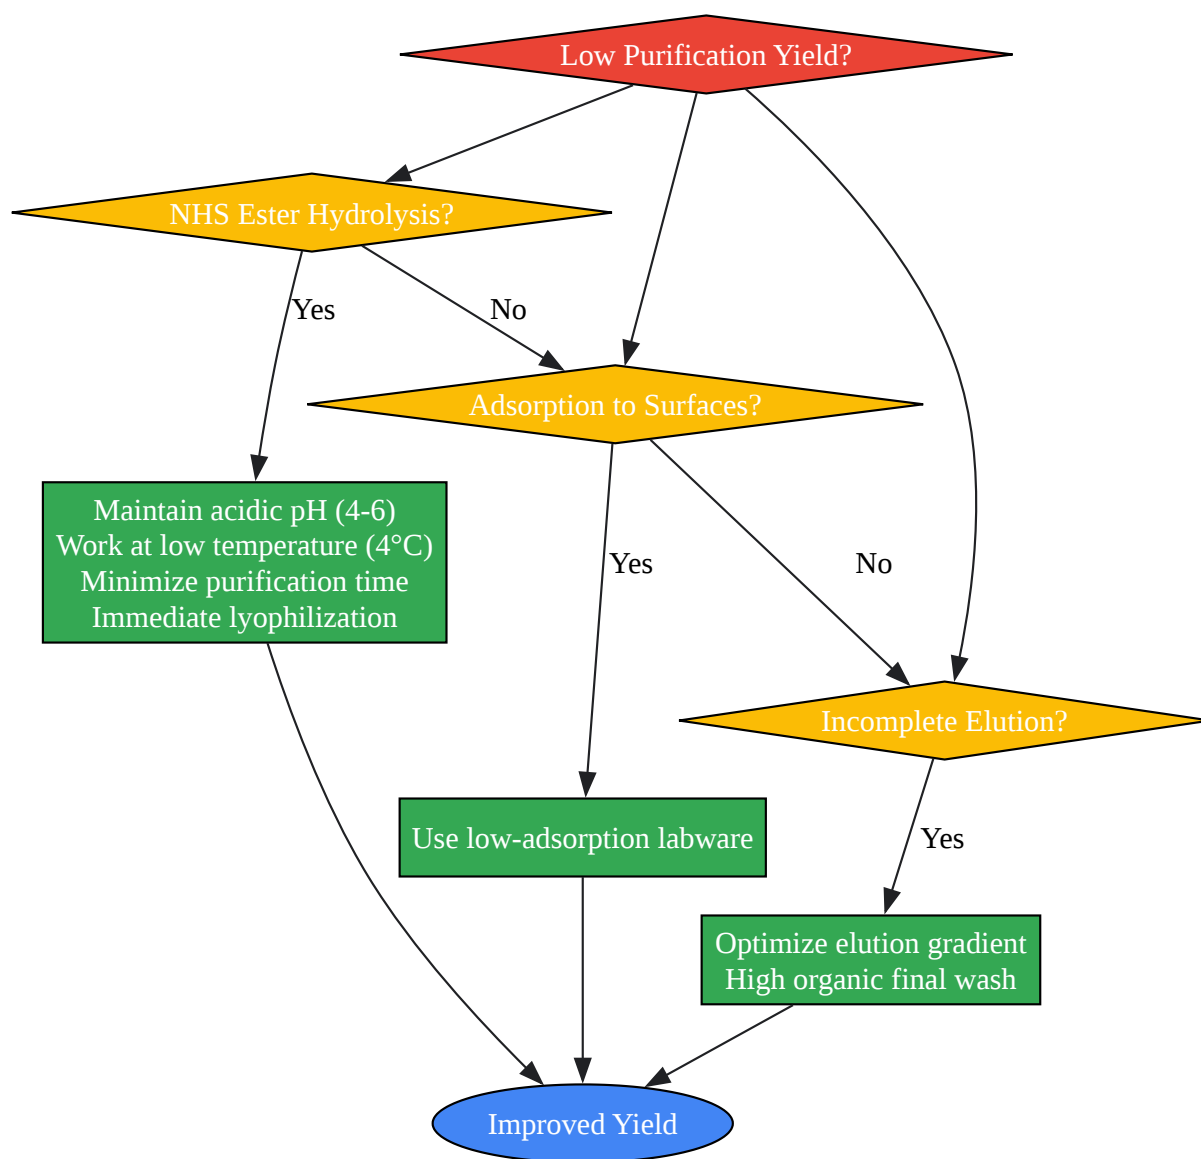 Low Purification Yield?
NHS Ester Hydrolysis?
Yes
No
Adsorption to Surfaces?
Maintain acidic pH (4-6)
Work at low temperature (4°C)
Minimize purification time
Immediate lyophilization
Yes
No
Incomplete Elution?
Use low-adsorption labware
Yes
Optimize elution gradient
High organic final wash
Improved Yield